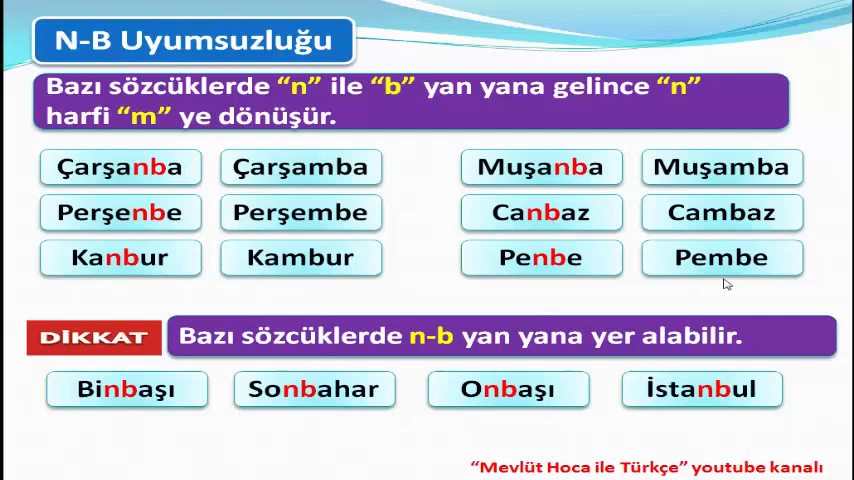 N-B Uyumsuzluğu
Bazı sözcüklerde “n” ile “b” yan yana gelince “n”
harfi “m” ye dönüşür.
Çarşanba Çarşamba Muşanba Muşamba
Perşenbe Perşembe Canbaz Cambaz
Kanbur Kambur Penbe Pembe
DİKKAT Bazı sözcüklerde n-b yan yana yer alabilir.
Binbaşı Sonbahar Onbaşı İstanbul
“Mevlüt Hoca ile Türkçe” youtube kanalı